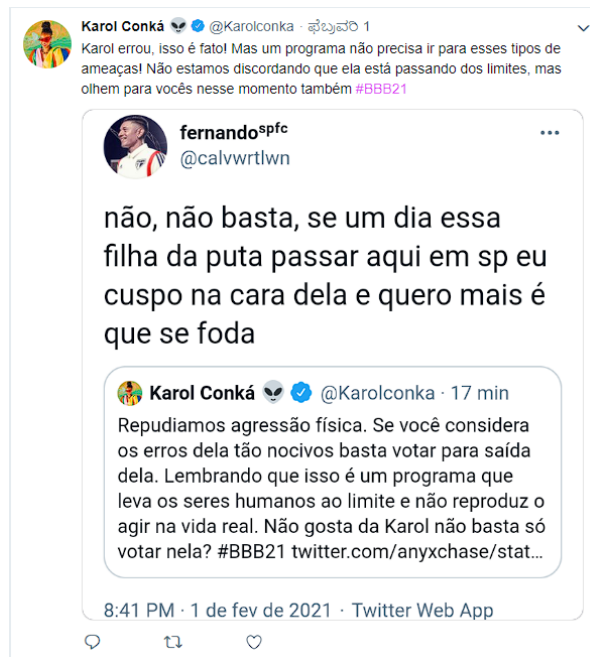 Karol Conká 👽 @Karolconka · ಫೆಬ್ರವರಿ 1
Karol errou, isso é fato! Mas um programa não precisa ir para esses tipos de
ameaças! Não estamos discordando que ela está passando dos limites, mas
olhem para vocês nesse momento também #BBB21
fernandoˢᵖᶠᶜ
@calvwrtlwn
não, não basta, se um dia essa
filha da puta passar aqui em sp eu
cuspo na cara dela e quero mais é
que se foda
Karol Conká 👽 @Karolconka · 17 min
Repudiamos agressão física. Se você considera
os erros dela tão nocivos basta votar para saída
dela. Lembrando que isso é um programa que
leva os seres humanos ao limite e não reproduz o
agir na vida real. Não gosta da Karol não basta só
votar nela? #BBB21 twitter.com/anyxchase/stat...
8:41 PM · 1 de fev de 2021 · Twitter Web App